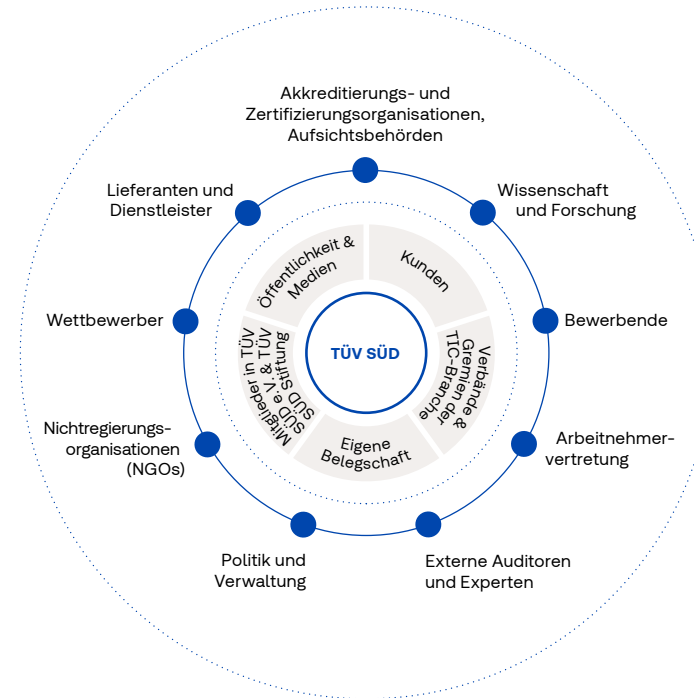 Akkreditierungs- und
Zertifizierungsorganisationen,
Aufsichtsbehörden
Lieferanten und
Dienstleister
Wissenschaft
und Forschung
Öffentlichkeit &
Medien
Kunden
Wettbewerber
Bewerbende
TÜV SÜD
Mitglieder in TÜV
SÜD e.V. & TÜV
SÜD Stiftung
Verbände &
Gremien der
TIC-Branche
Nichtregierungs-
organisationen
(NGOs)
Arbeitnehmer-
vertretung
Eigene
Belegschaft
Politik und
Verwaltung
Externe Auditoren
und Experten